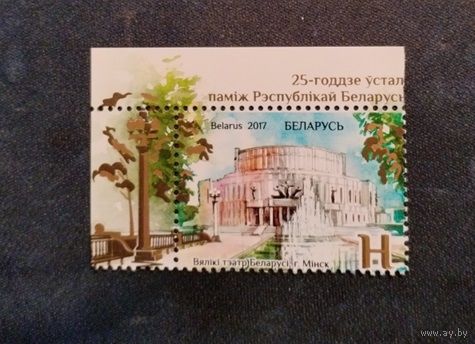 25-годдзе ўстал
паміж Рэспублікай Беларусь
Belarus 2017 БЕЛАРУСЬ
Вялікі тэатр Беларусі, г. Мінск
H
www.ay.by